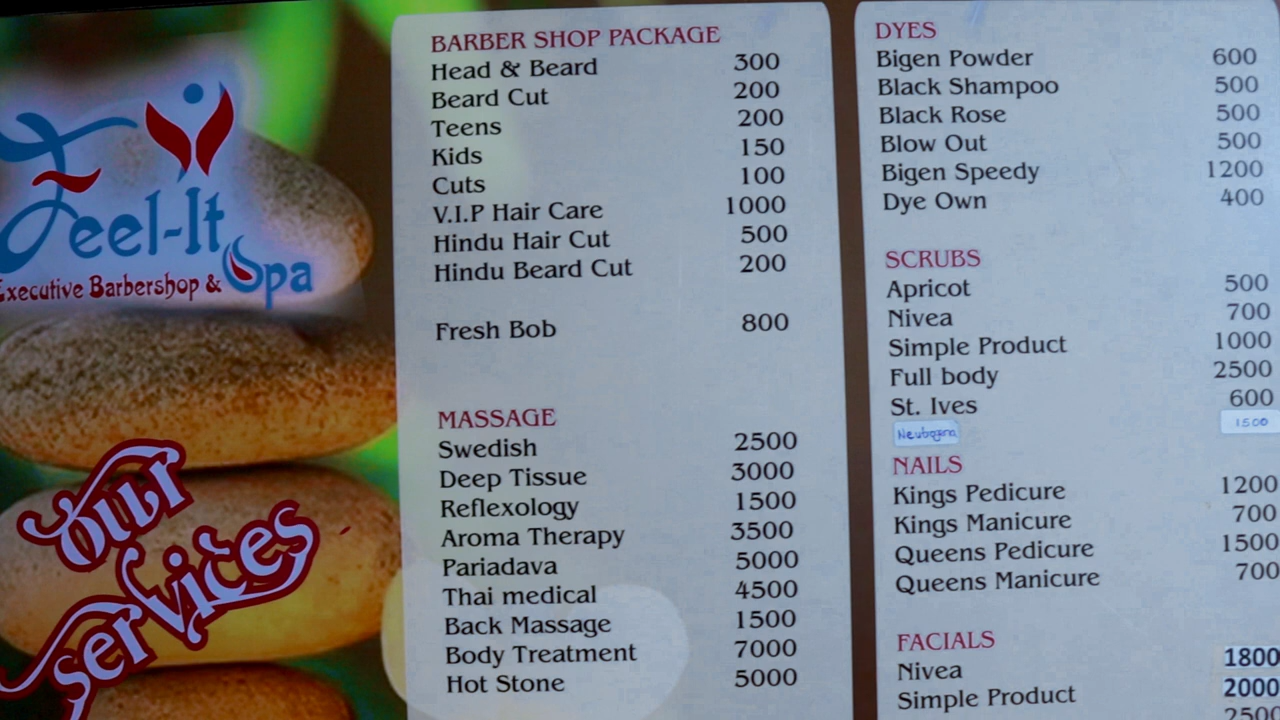 Feel-It
Executive Barbershop & Spa
Our
Services
BARBER SHOP PACKAGE
Head & Beard 300
Beard Cut 200
Teens 200
Kids 150
Cuts 100
V.I.P Hair Care 1000
Hindu Hair Cut 500
Hindu Beard Cut 200
Fresh Bob 800
MASSAGE
Swedish 2500
Deep Tissue 3000
Reflexology 1500
Aroma Therapy 3500
Pariadava 5000
Thai medical 4500
Back Massage 1500
Body Treatment 7000
Hot Stone 5000
DYES
Bigen Powder 600
Black Shampoo 500
Black Rose 500
Blow Out 500
Bigen Speedy 1200
Dye Own 400
SCRUBS
Apricot 500
Nivea 700
Simple Product 1000
Full body 2500
St. Ives 600
1500
NAILS
Kings Pedicure 1200
Kings Manicure 700
Queens Pedicure 1500
Queens Manicure 700
FACIALS
Nivea 1800
Simple Product 2000
2500